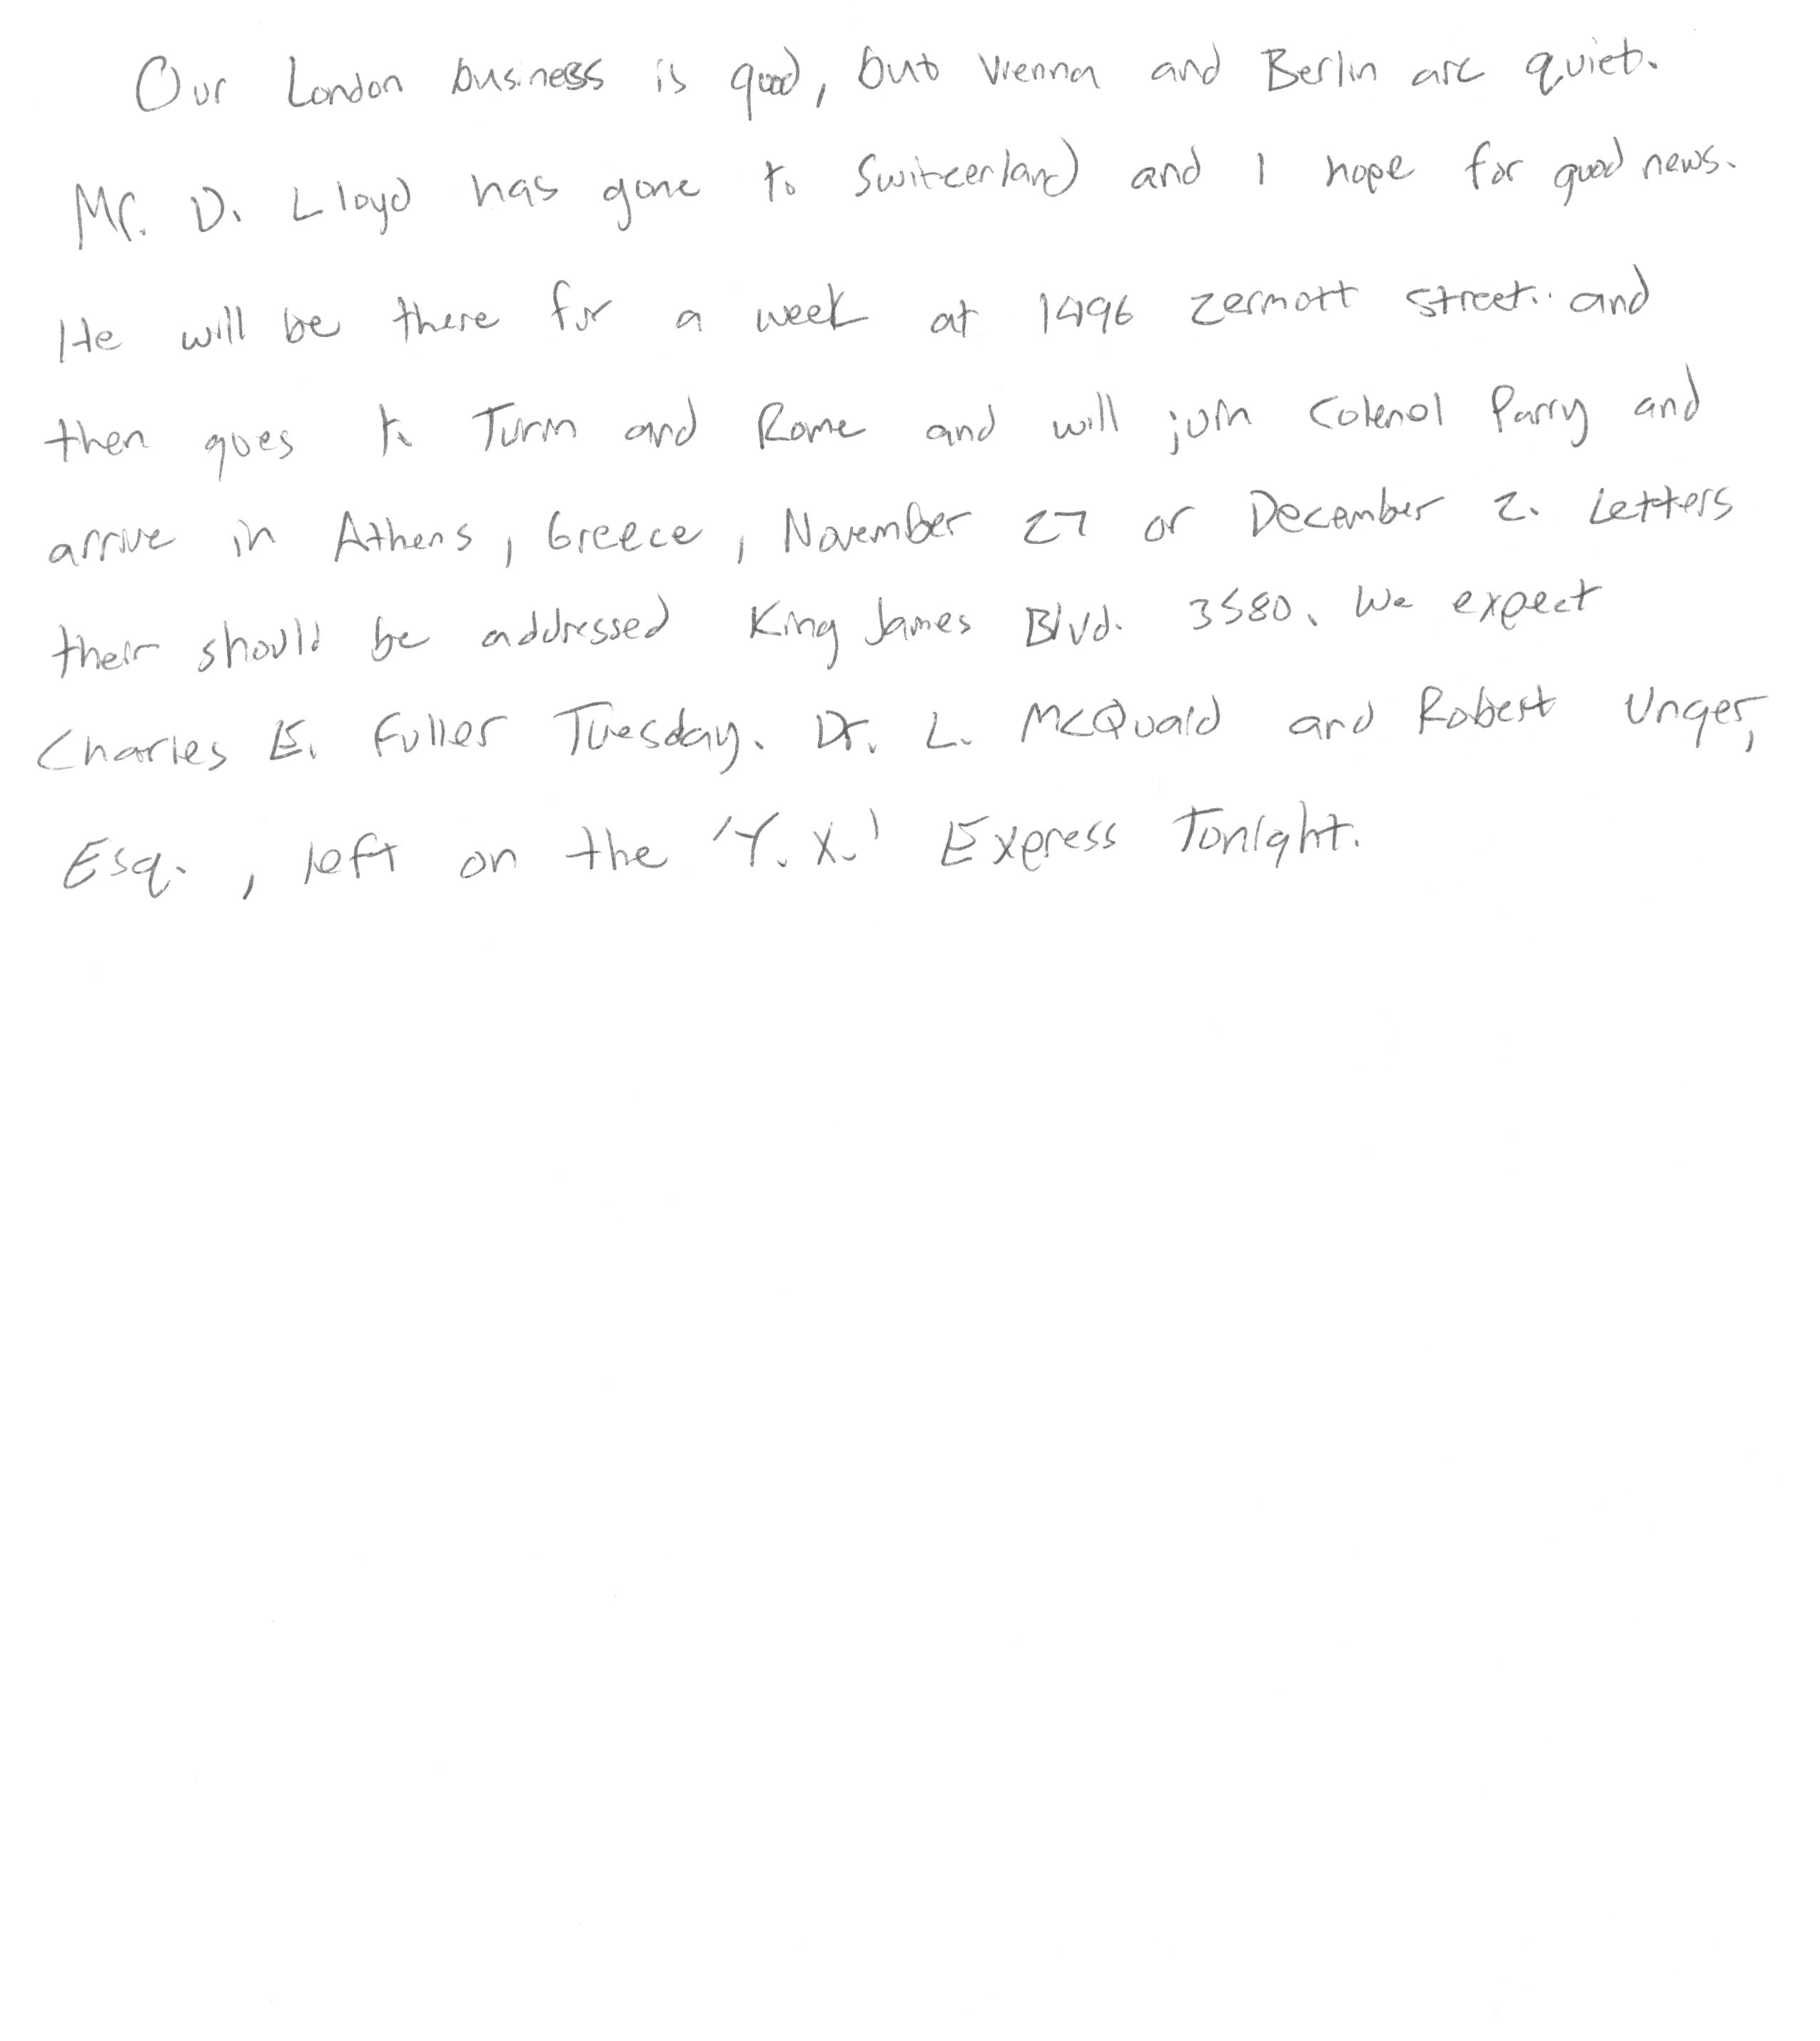 Our London business is good, but Vienna and Berlin are quiet.
Mr. D. Lloyd has gone to Switzerland and I hope for good news.
He will be there for a week at 1496 Zermott street. and
then goes to Turin and Rome and will join Colenol Parry and
arrive in Athens, Greece, November 27 or December 2. Letters
their should be addressed King James Blvd. 3580. We expect
Charles E. Fuller Tuesday. Dr. L. McQuaid and Robert Unger,
Esq. , left on the 'Y. X.' Express Tonight.